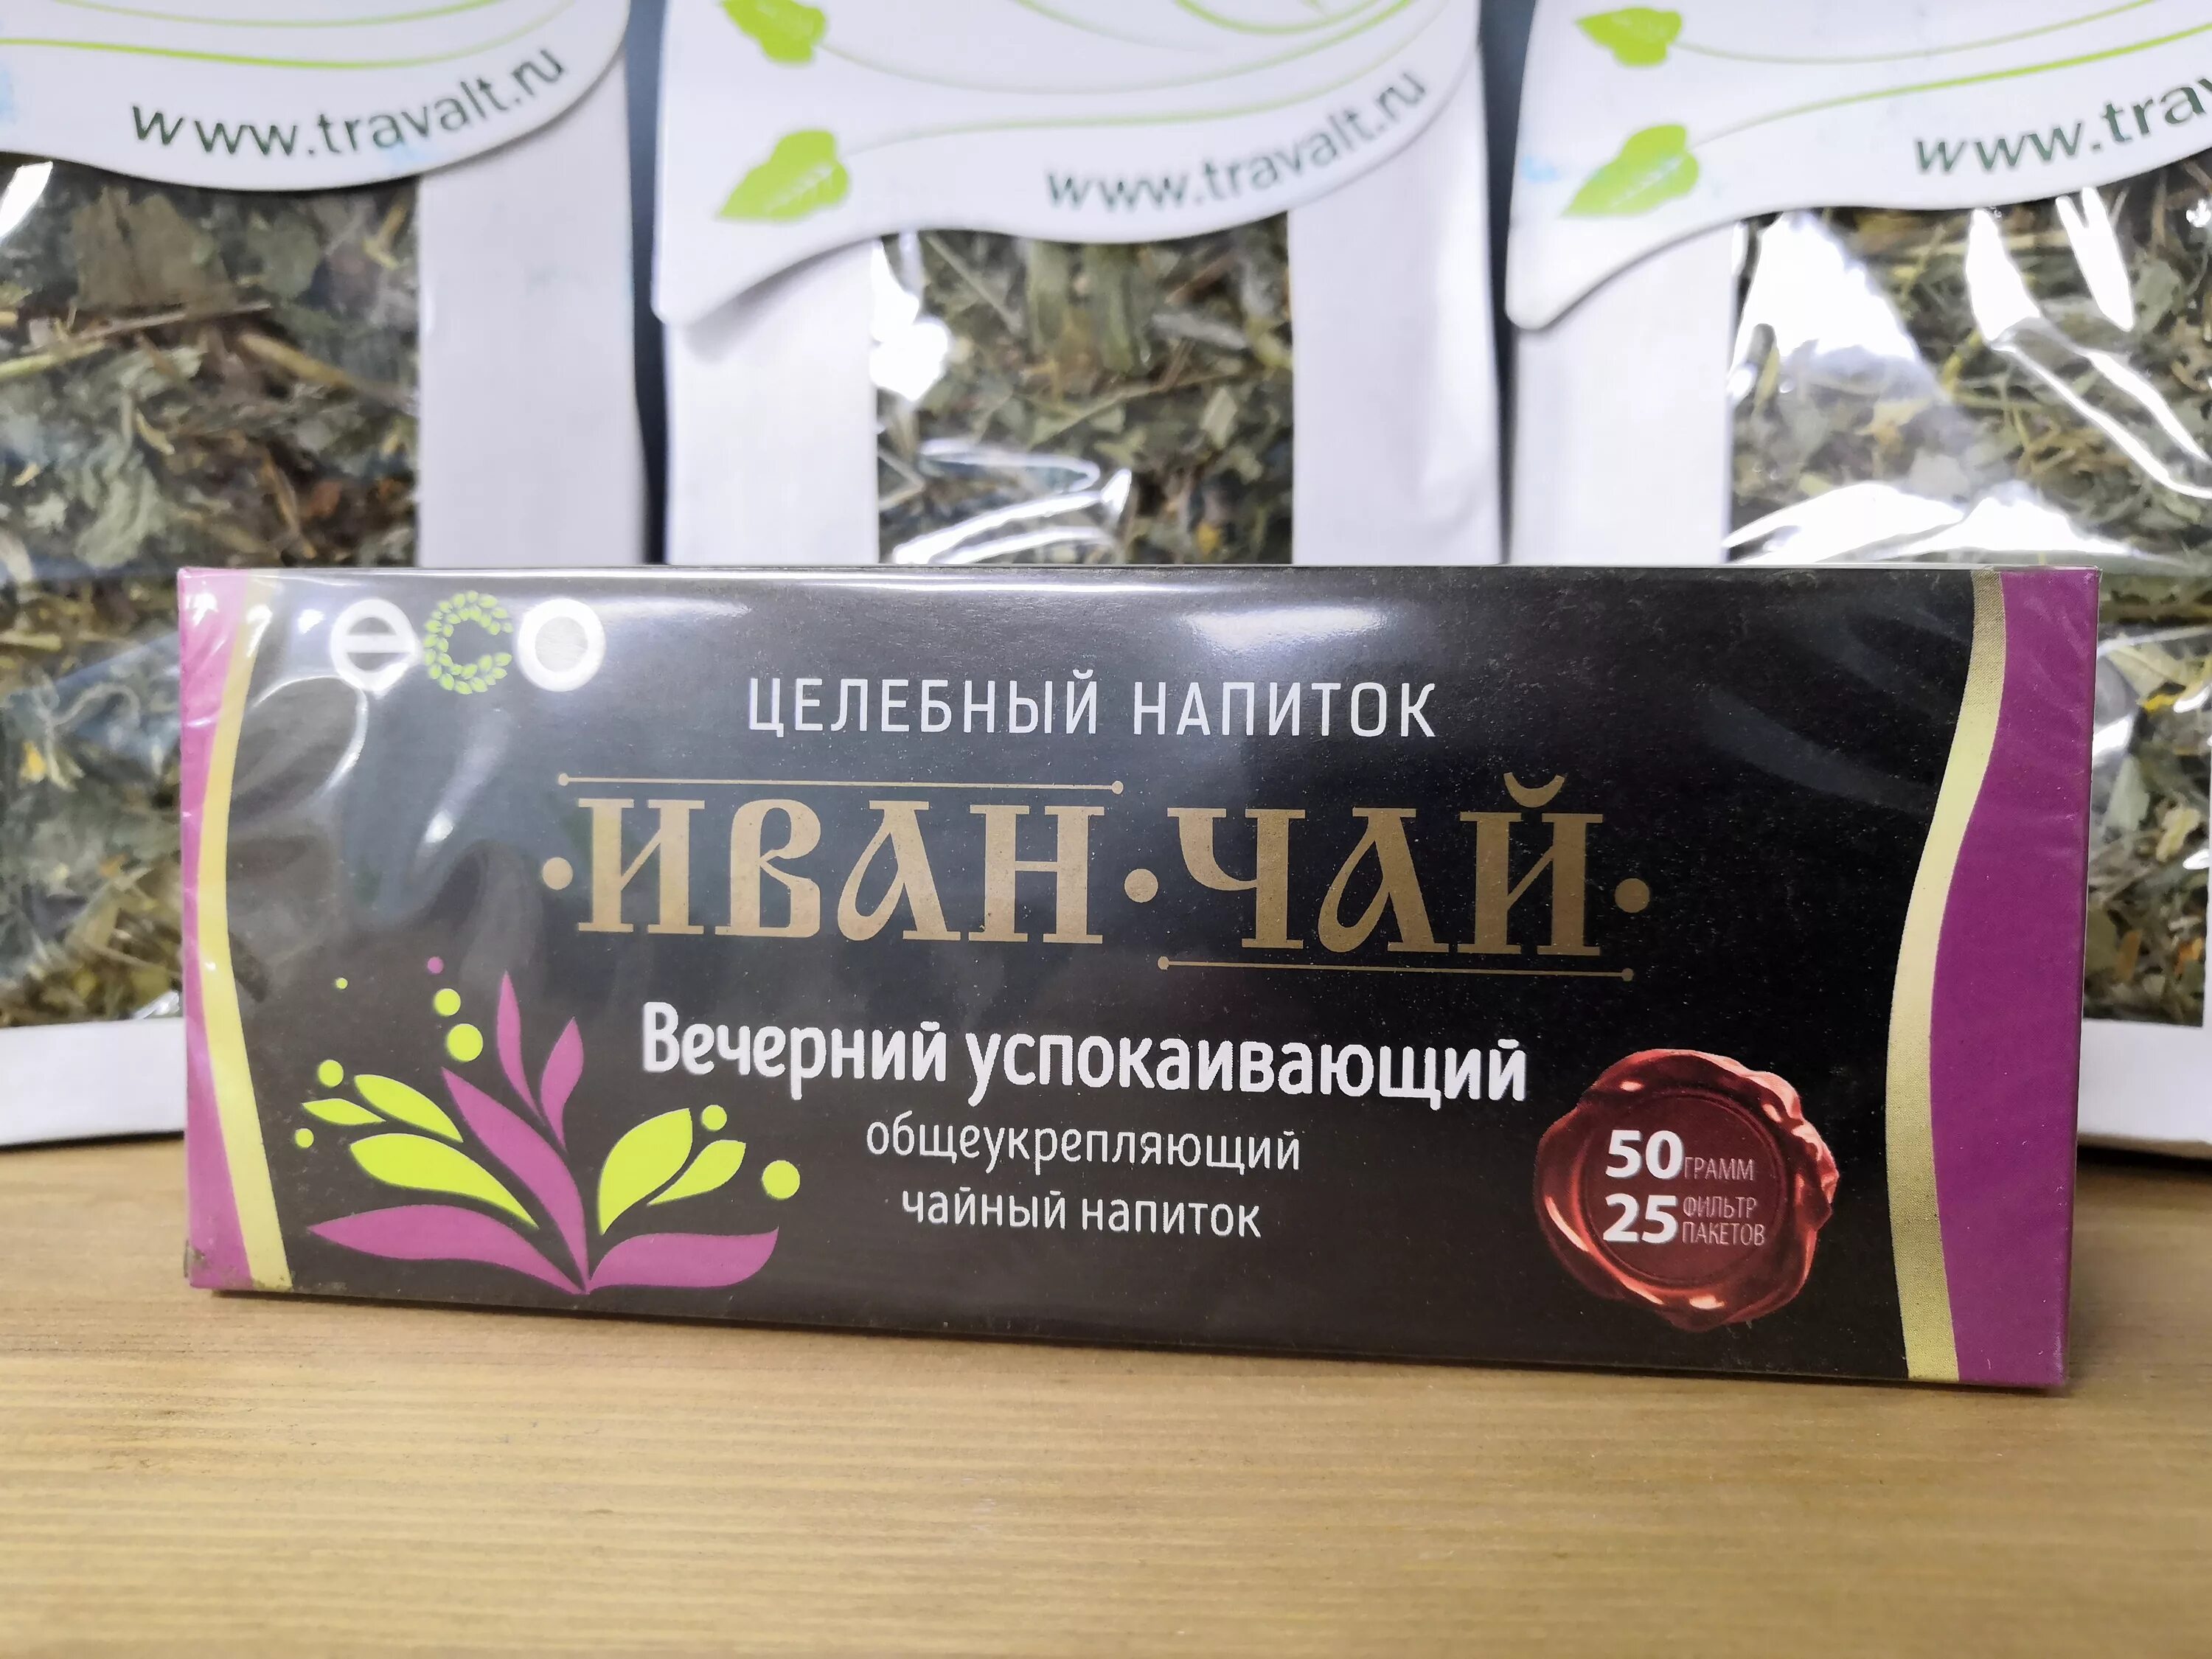 www.travalt.ru
www.travalt.ru
www.tra
eco
ЦЕЛЕБНЫЙ НАПИТОК
ИВАН·ЧАЙ
Вечерний успокаивающий
общеукрепляющий
чайный напиток
50 ГРАММ
25 ФИЛЬТР
ПАКЕТОВ